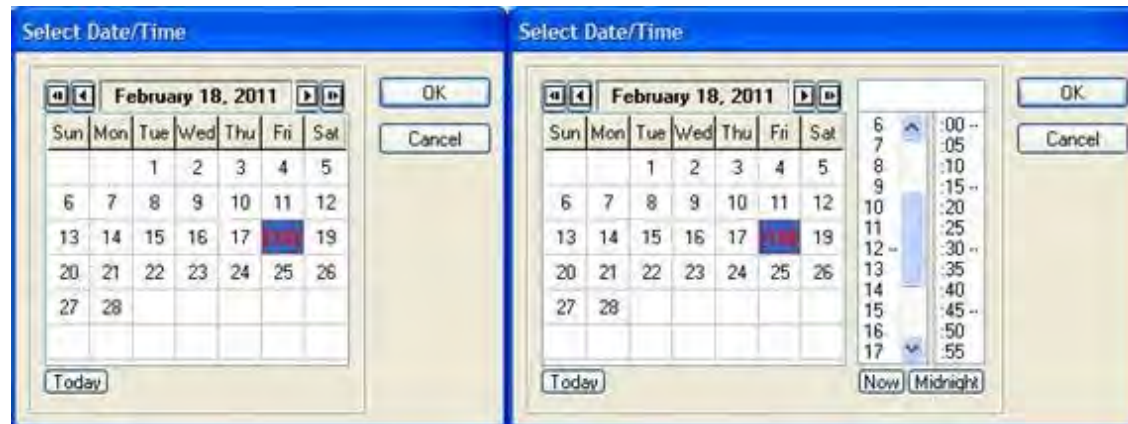 Select Date/Time
February 18, 2011
OK
Sun Mon Tue Wed Thu Fri Sat
Cancel
1 2 3 4 5
6 7 8 9 10 11 12
13 14 15 16 17 19
20 21 22 23 24 25 26
27 28
Today
Select Date/Time
February 18, 2011
OK
Sun Mon Tue Wed Thu Fri Sat
Cancel
1 2 3 4 5
6 7 8 9 10 11 12
13 14 15 16 17 19
20 21 22 23 24 25 26
27 28
Today
6 :00 --
7 :05
8 :10
9 :15 --
10 :20
11 :25
12 -- :30 --
13 :35
14 :40
15 :45 --
16 :50
17 :55
Now Midnight